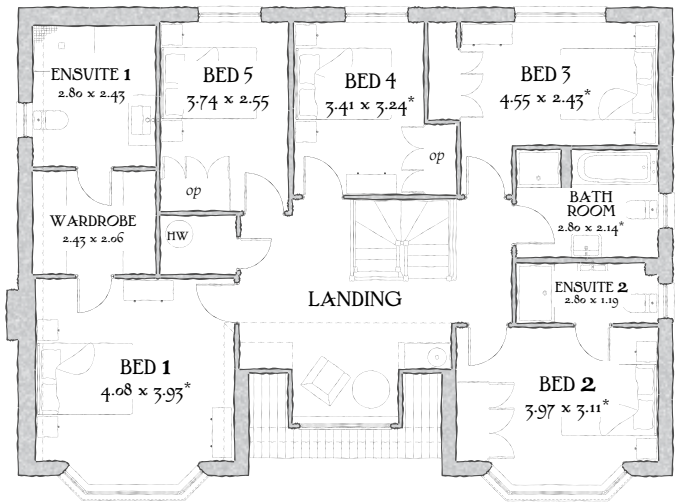 ENSUITE 1
2.80 x 2.43
BED 5
3.74 x 2.55
BED 4
3.41 x 3.24*
BED 3
4.55 x 2.43*
op
op
WARDROBE
2.43 x 2.06
HW
BATH
ROOM
2.80 x 2.14*
LANDING
ENSUITE 2
2.80 x 1.19
BED 1
4.08 x 3.93*
BED 2
3.97 x 3.11*